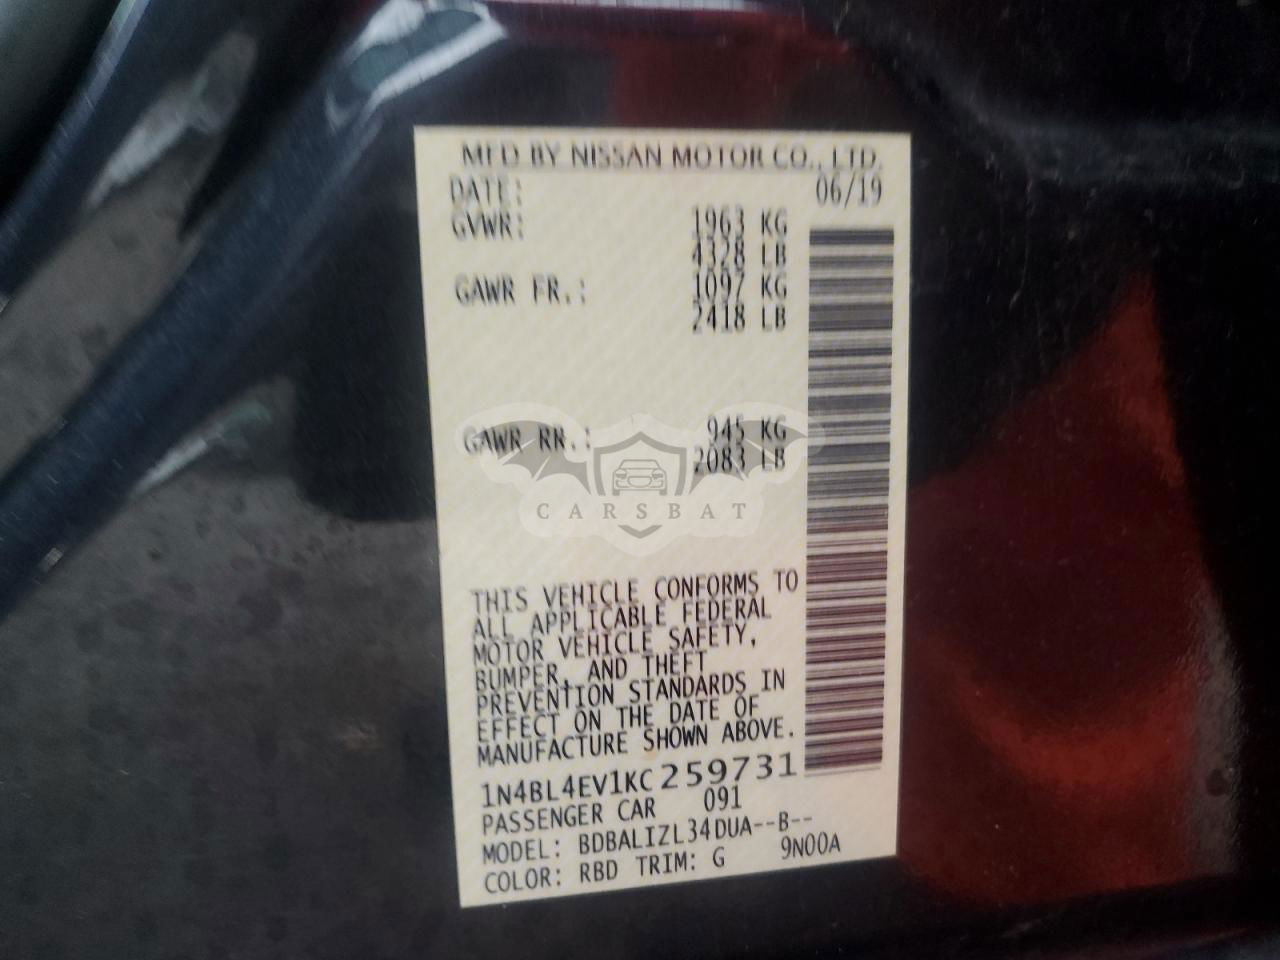 MFD BY NISSAN MOTOR CO., LTD.
DATE: 06/19
GVWR: 1963 KG
4328 LB
GAWR FR.: 1097 KG
2418 LB
GAWR RR.: 945 KG
2083 LB
CARSBAT
THIS VEHICLE CONFORMS TO
ALL APPLICABLE FEDERAL
MOTOR VEHICLE SAFETY,
BUMPER, AND THEFT
PREVENTION STANDARDS IN
EFFECT ON THE DATE OF
MANUFACTURE SHOWN ABOVE.
1N4BL4EV1KC259731
PASSENGER CAR 091
MODEL: BDBALIZL34DUA--B--
COLOR: RBD TRIM: G 9N00A